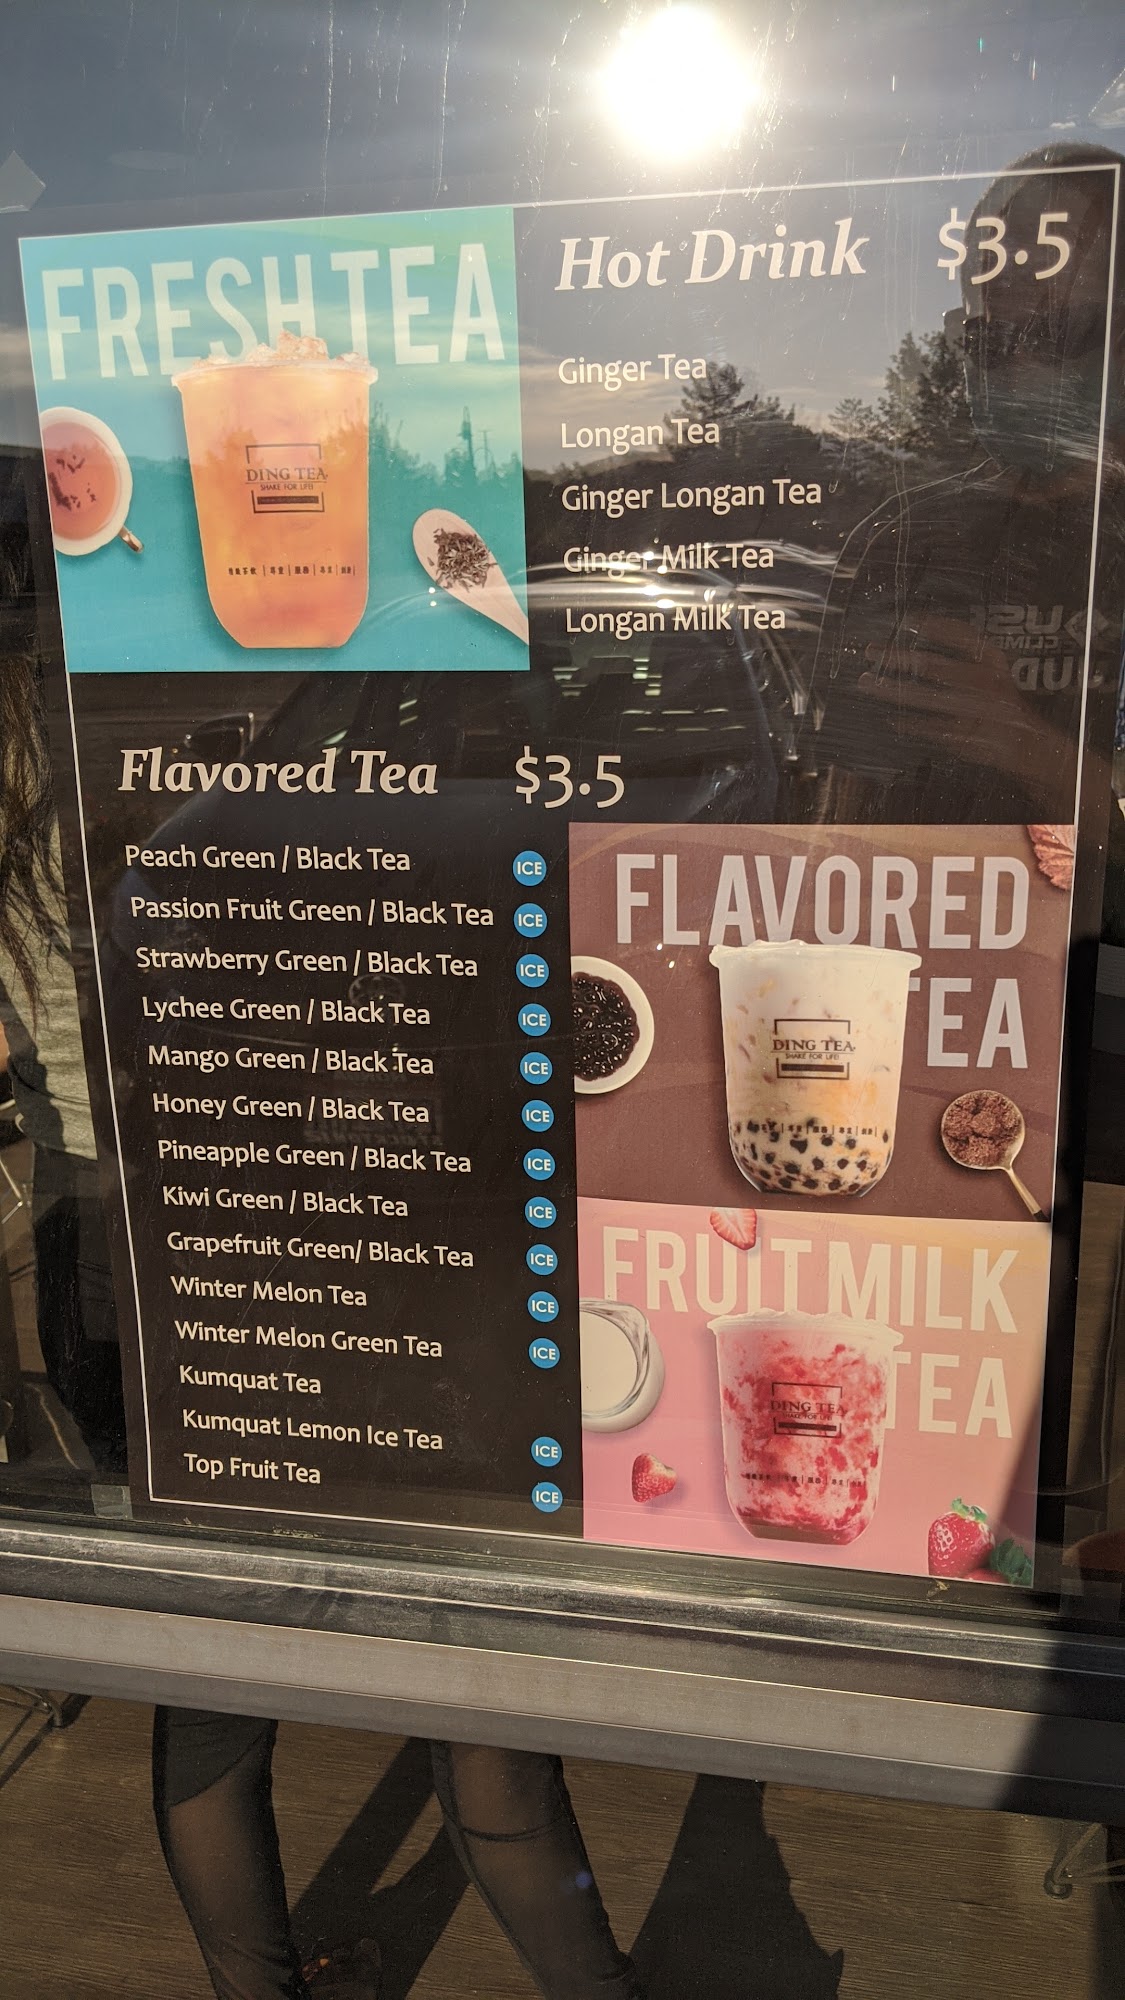 FRESH TEA
DING TEA
SHAKE FOR LIFE!
Hot Drink $3.5
Ginger Tea
Longan Tea
Ginger Longan Tea
Ginger Milk Tea
Longan Milk Tea
Flavored Tea $3.5
Peach Green / Black Tea ICE
Passion Fruit Green / Black Tea ICE
Strawberry Green / Black Tea ICE
Lychee Green / Black Tea ICE
Mango Green / Black Tea ICE
Honey Green / Black Tea ICE
Pineapple Green / Black Tea ICE
Kiwi Green / Black Tea ICE
Grapefruit Green/ Black Tea ICE
Winter Melon Tea ICE
Winter Melon Green Tea ICE
Kumquat Tea
Kumquat Lemon Ice Tea ICE
Top Fruit Tea ICE
FLAVORED
TEA
DING TEA
SHAKE FOR LIFE!
FRUIT MILK
TEA
DING TEA
SHAKE FOR LIFE!